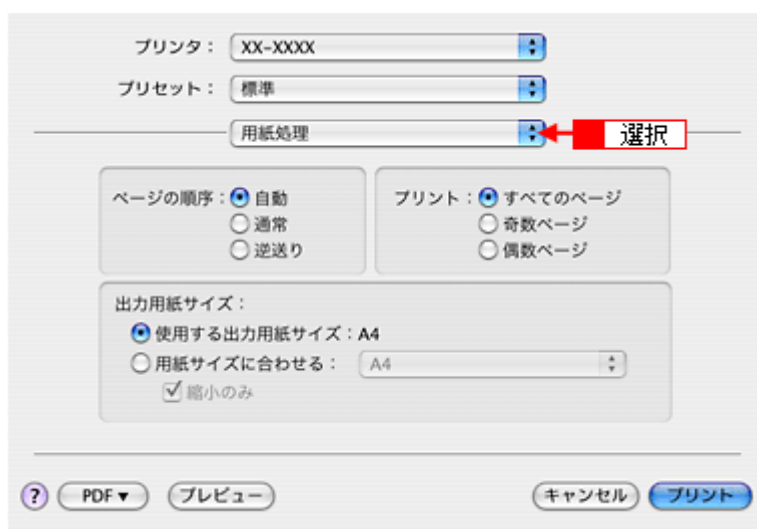 プリンタ： XX-XXXX
プリセット： 標準
用紙処理 選択
ページの順序： 自動 プリント： すべてのページ
通常 奇数ページ
逆送り 偶数ページ
出力用紙サイズ：
使用する出力用紙サイズ：A4
用紙サイズに合わせる： A4
縮小のみ
? PDF▼ プレビュー キャンセル プリント